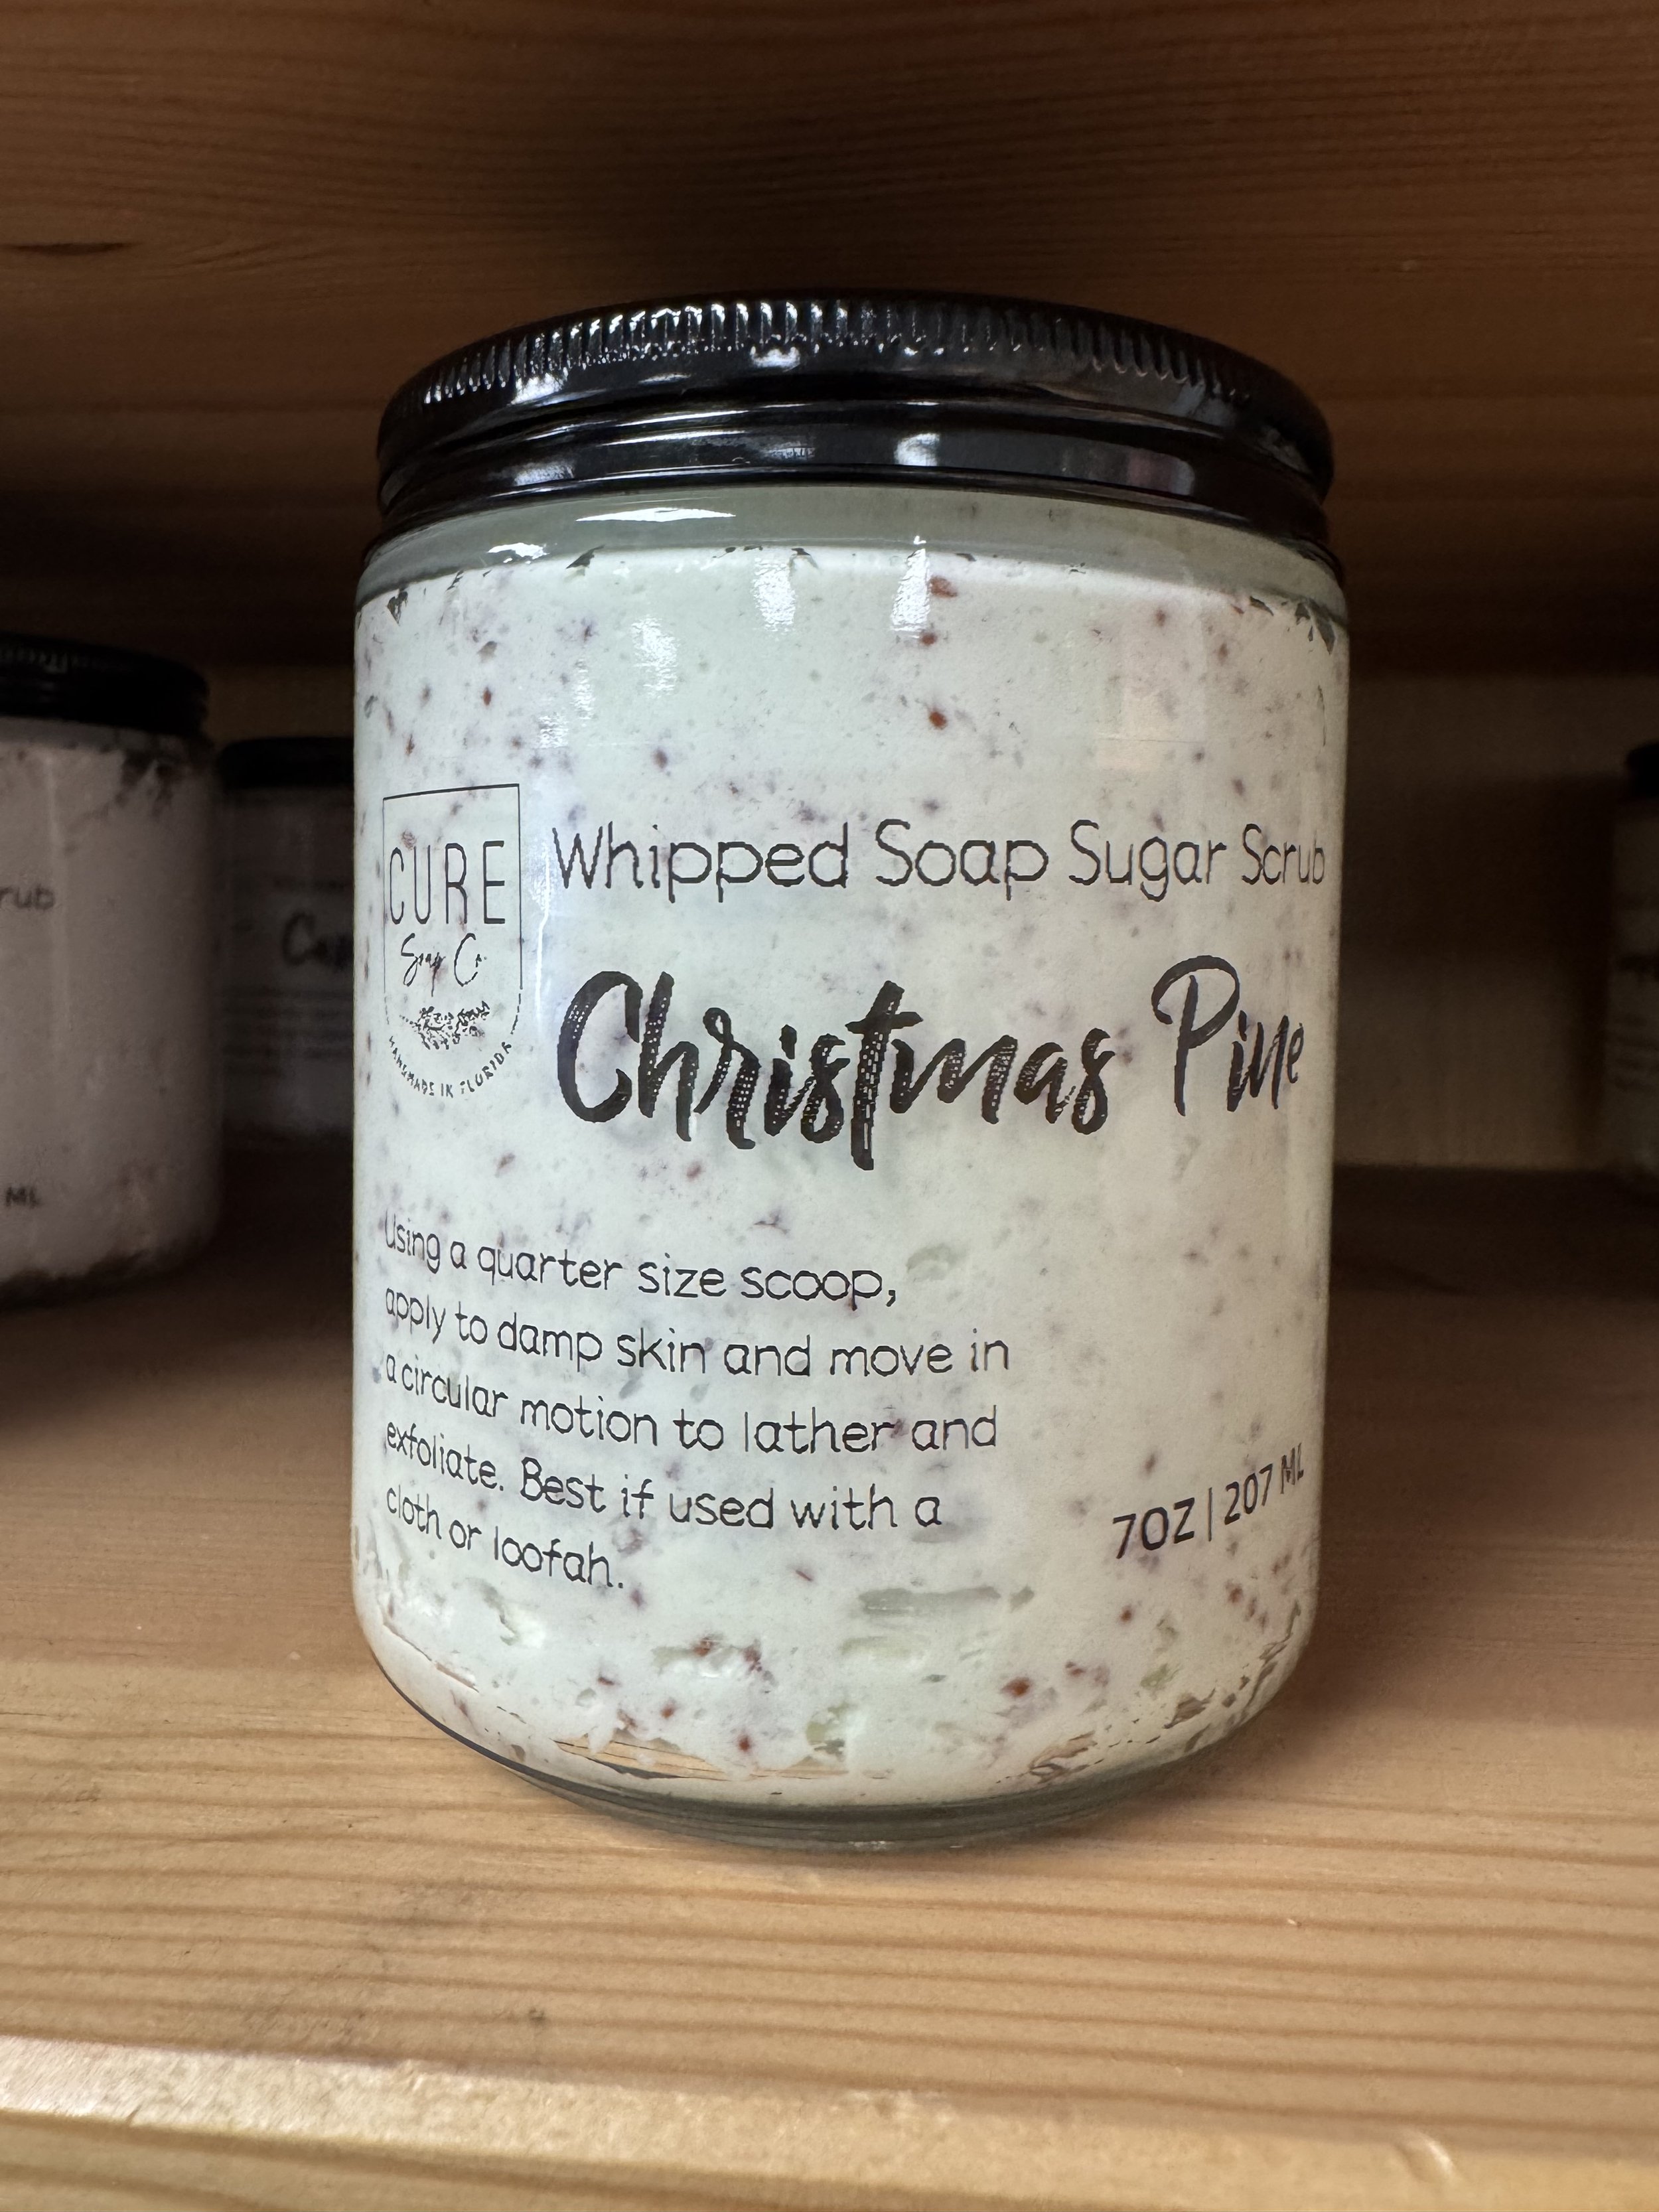 CURE
Soap Co.
HANDMADE IN FLORIDA
Whipped Soap Sugar Scrub
Christmas Pine
Using a quarter size scoop,
apply to damp skin and move in
a circular motion to lather and
exfoliate. Best if used with a
cloth or loofah.
7OZ | 207 ML
rub
ML